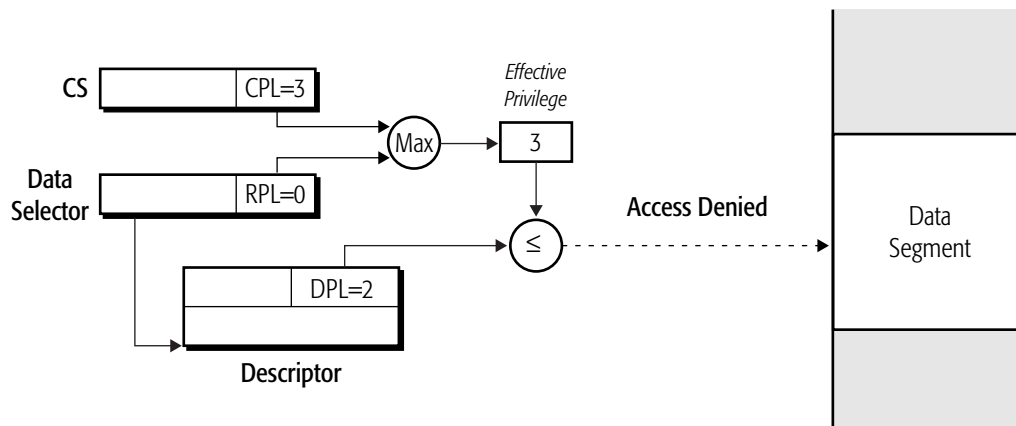 Effective
Privilege
CS
CPL=3
Max
3
Data
Selector
RPL=0
Access Denied
≤
Data
Segment
DPL=2
Descriptor